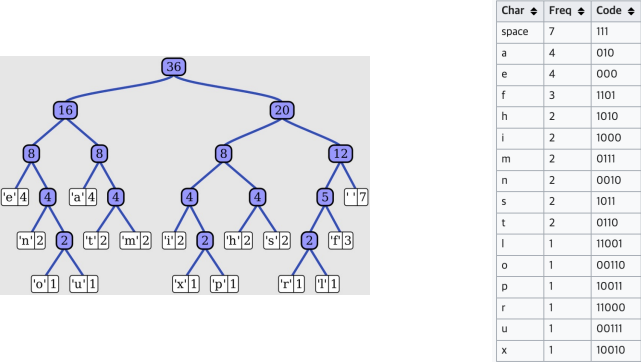 36
16 20
8 8 8 12
'e' 4 4 'a' 4 4 4 4 5 ' ' 7
'n' 2 2 't' 2 'm' 2 'i' 2 2 'h' 2 's' 2 2 'f' 3
'o' 1 'u' 1 'x' 1 'p' 1 'r' 1 'l' 1
Char Freq Code
space 7 111
a 4 010
e 4 000
f 3 1101
h 2 1010
i 2 1000
m 2 0111
n 2 0010
s 2 1011
t 2 0110
l 1 11001
o 1 00110
p 1 10011
r 1 11000
u 1 00111
x 1 10010